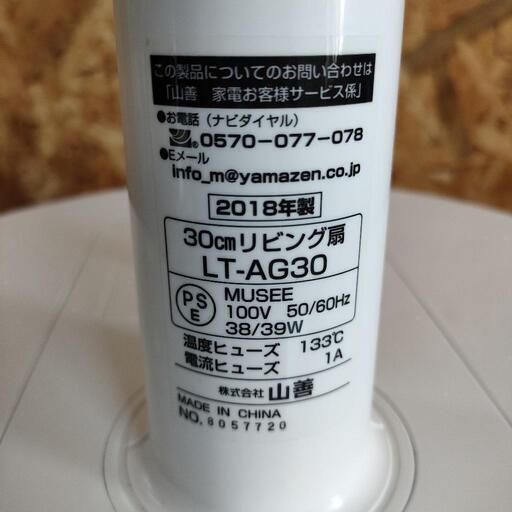 この製品についてのお問い合わせは
「山善 家電お客様サービス係」
●お電話（ナビダイヤル）
0570-077-078
●Eメール
info_m@yamazen.co.jp
2018年製
30cmリビング扇
LT-AG30
PSE
MUSEE
100V 50/60Hz
38/39W
温度ヒューズ 133℃
電流ヒューズ 1A
株式会社 山善
MADE IN CHINA
NO. 8057720